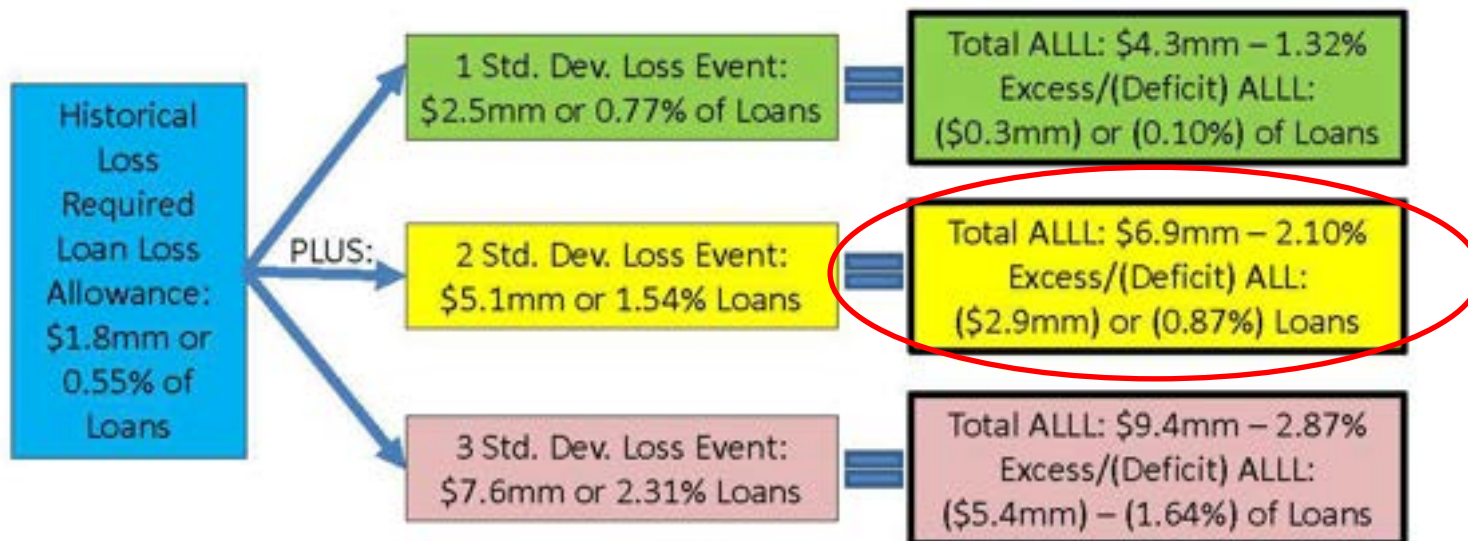 Historical
Loss
Required
Loan Loss
Allowance:
$1.8mm or
0.55% of
Loans
PLUS:
1 Std. Dev. Loss Event:
$2.5mm or 0.77% of Loans
Total ALLL: $4.3mm – 1.32%
Excess/(Deficit) ALLL:
($0.3mm) or (0.10%) of Loans
2 Std. Dev. Loss Event:
$5.1mm or 1.54% Loans
Total ALLL: $6.9mm – 2.10%
Excess/(Deficit) ALL:
($2.9mm) or (0.87%) Loans
3 Std. Dev. Loss Event:
$7.6mm or 2.31% Loans
Total ALLL: $9.4mm – 2.87%
Excess/(Deficit) ALLL:
($5.4mm) – (1.64%) of Loans